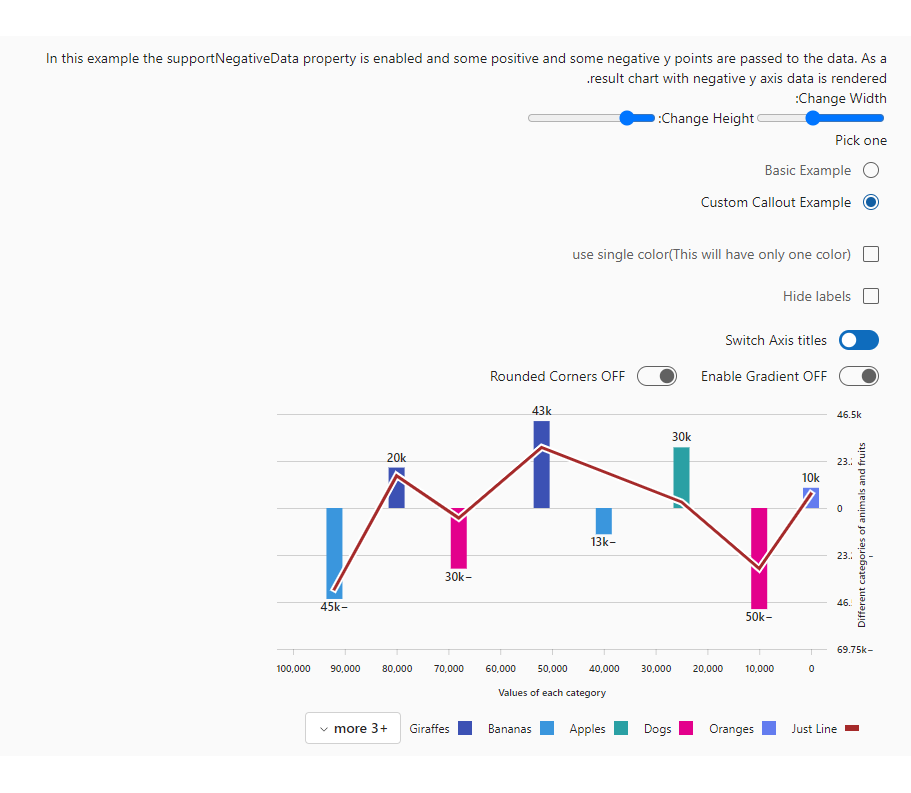 In this example the supportNegativeData property is enabled and some positive and some negative y points are passed to the data. As a
.result chart with negative y axis data is rendered
:Change Width
:Change Height
Pick one
Basic Example
Custom Callout Example
use single color(This will have only one color)
Hide labels
Switch Axis titles
Rounded Corners OFF Enable Gradient OFF
43k
46.5k
30k
20k
23.:
10k
0
13k−
23.:
30k−
45k−
46.
50k−
69.75k−
Different categories of animals and fruits
100,000 90,000 80,000 70,000 60,000 50,000 40,000 30,000 20,000 10,000 0
Values of each category
more 3+ Giraffes Bananas Apples Dogs Oranges Just Line